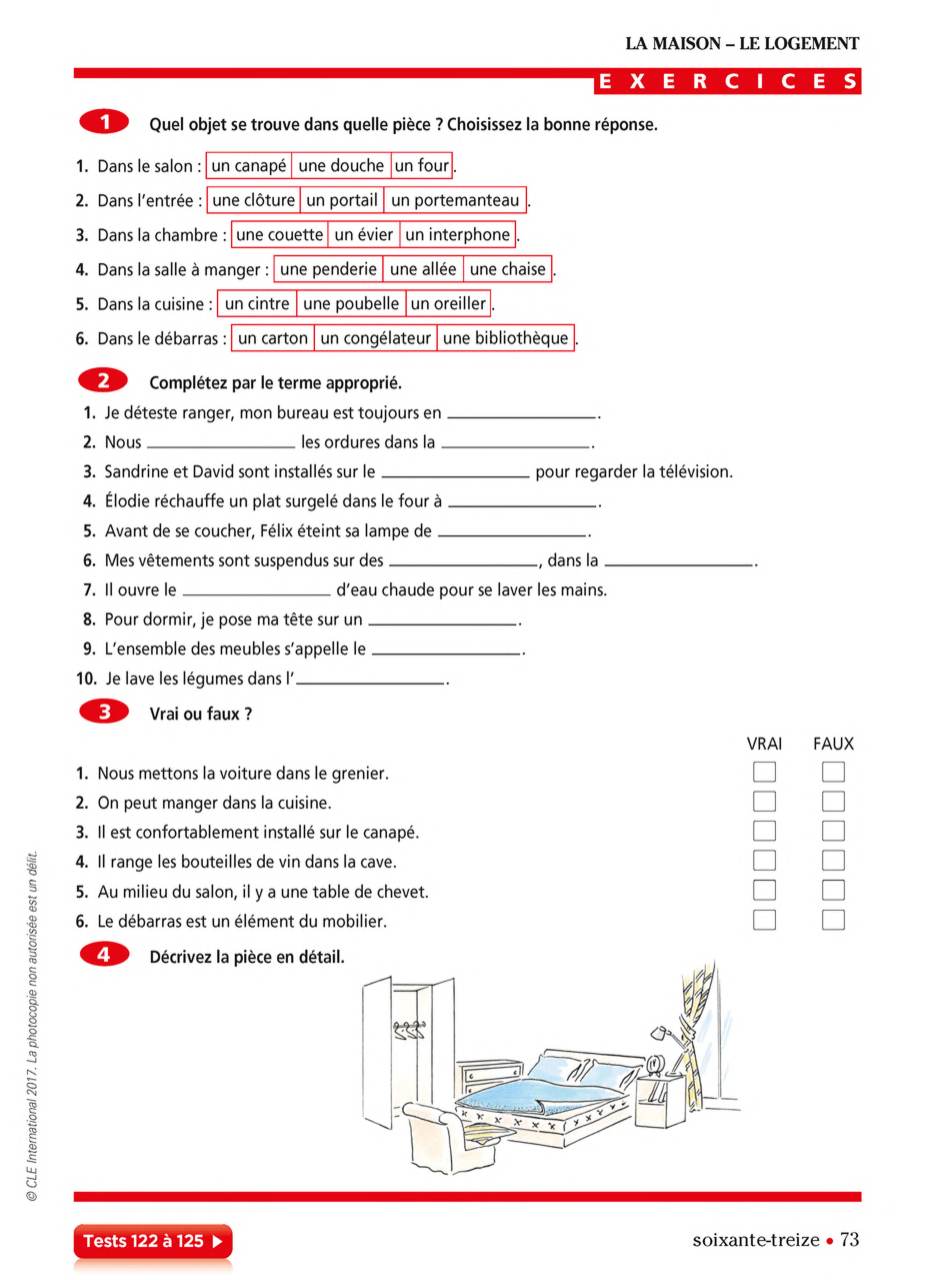 LA MAISON – LE LOGEMENT
EXERCICES
1 Quel objet se trouve dans quelle pièce ? Choisissez la bonne réponse.
1. Dans le salon : un canapé une douche un four.
2. Dans l'entrée : une clôture un portail un portemanteau.
3. Dans la chambre : une couette un évier un interphone.
4. Dans la salle à manger : une penderie une allée une chaise.
5. Dans la cuisine : un cintre une poubelle un oreiller.
6. Dans le débarras : un carton un congélateur une bibliothèque.
2 Complétez par le terme approprié.
1. Je déteste ranger, mon bureau est toujours en ________________.
2. Nous ________________ les ordures dans la ________________.
3. Sandrine et David sont installés sur le ________________ pour regarder la télévision.
4. Élodie réchauffe un plat surgelé dans le four à ________________.
5. Avant de se coucher, Félix éteint sa lampe de ________________.
6. Mes vêtements sont suspendus sur des ________________, dans la ________________.
7. Il ouvre le ________________ d'eau chaude pour se laver les mains.
8. Pour dormir, je pose ma tête sur un ________________.
9. L'ensemble des meubles s'appelle le ________________.
10. Je lave les légumes dans l'________________.
3 Vrai ou faux ?
VRAI FAUX
1. Nous mettons la voiture dans le grenier.
2. On peut manger dans la cuisine.
3. Il est confortablement installé sur le canapé.
4. Il range les bouteilles de vin dans la cave.
5. Au milieu du salon, il y a une table de chevet.
6. Le débarras est un élément du mobilier.
4 Décrivez la pièce en détail.
© CLE International 2017. La photocopie non autorisée est un délit.
Tests 122 à 125
soixante-treize • 73